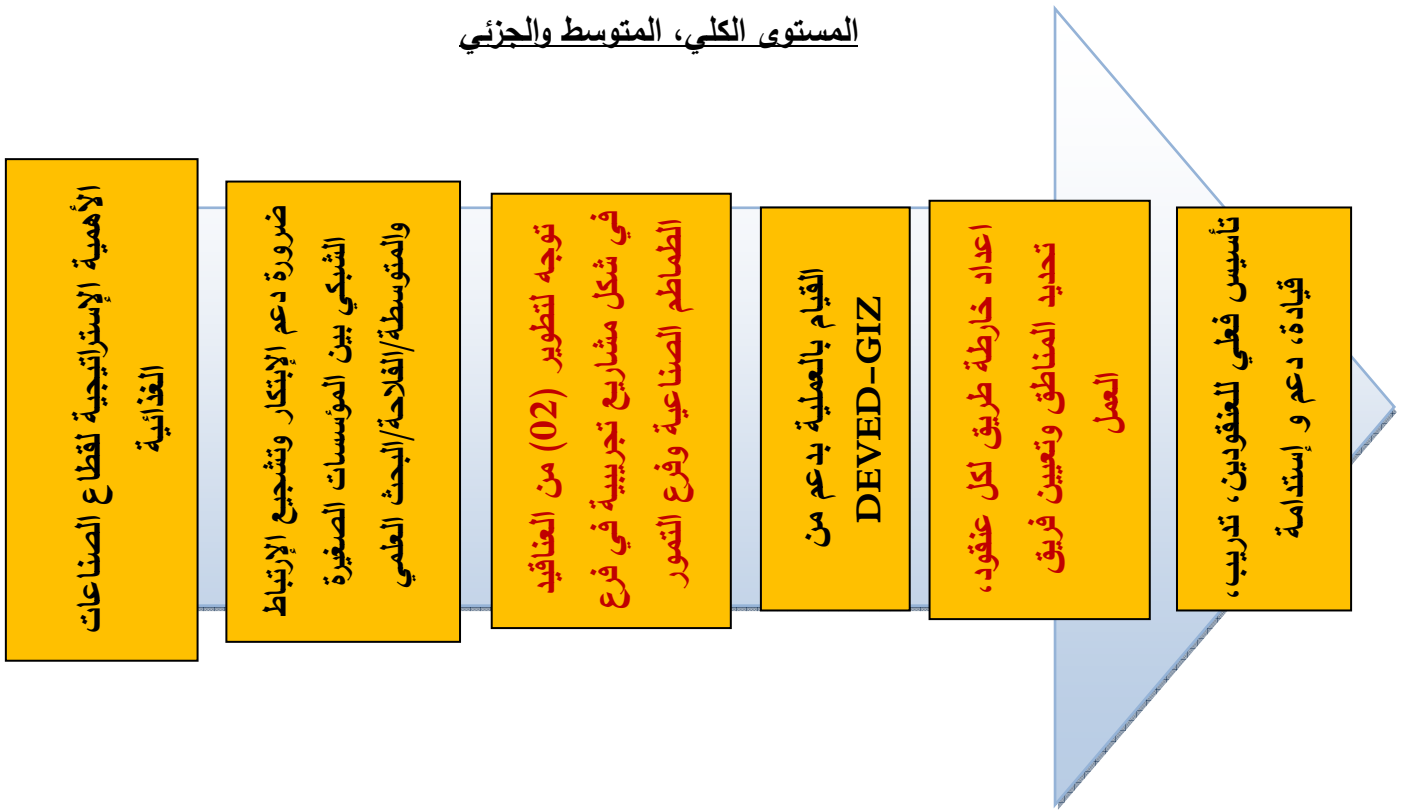 المستوى الكلي، المتوسط والجزئي
الأهمية الإستراتيجية لقطاع الصناعات
الغذائية
ضرورة دعم الإبتكار وتشجيع الإرتباط
الشبكي بين المؤسسات الصغيرة
والمتوسطة/الفلاحة/البحث العلمي
توجه لتطوير (02) من العناقيد
في شكل مشاريع تجريبية في فرع
الطماطم الصناعية وفرع التمور
القيام بالعملية بدعم من
DEVED-GIZ
اعداد خارطة طريق لكل عنقود،
تحديد المناطق وتعيين فريق
العمل
تأسيس فعلي للعنقودين، تدريب،
قيادة، دعم و إستدامة